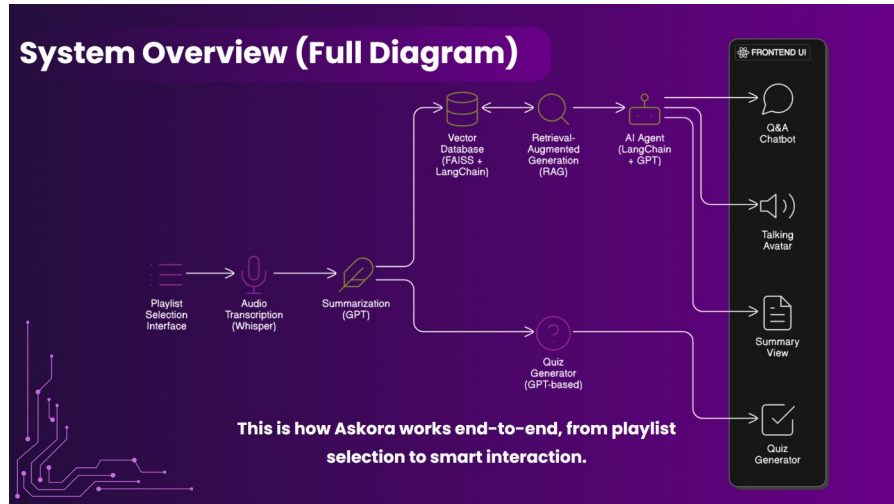 System Overview (Full Diagram)
FRONTEND UI
Vector
Database
(FAISS +
LangChain)
Retrieval-
Augmented
Generation
(RAG)
AI Agent
(LangChain
+ GPT)
Q&A
Chatbot
Talking
Avatar
Playlist
Selection
Interface
Audio
Transcription
(Whisper)
Summarization
(GPT)
Summary
View
Quiz
Generator
(GPT-based)
Quiz
Generator
This is how Askora works end-to-end, from playlist
selection to smart interaction.